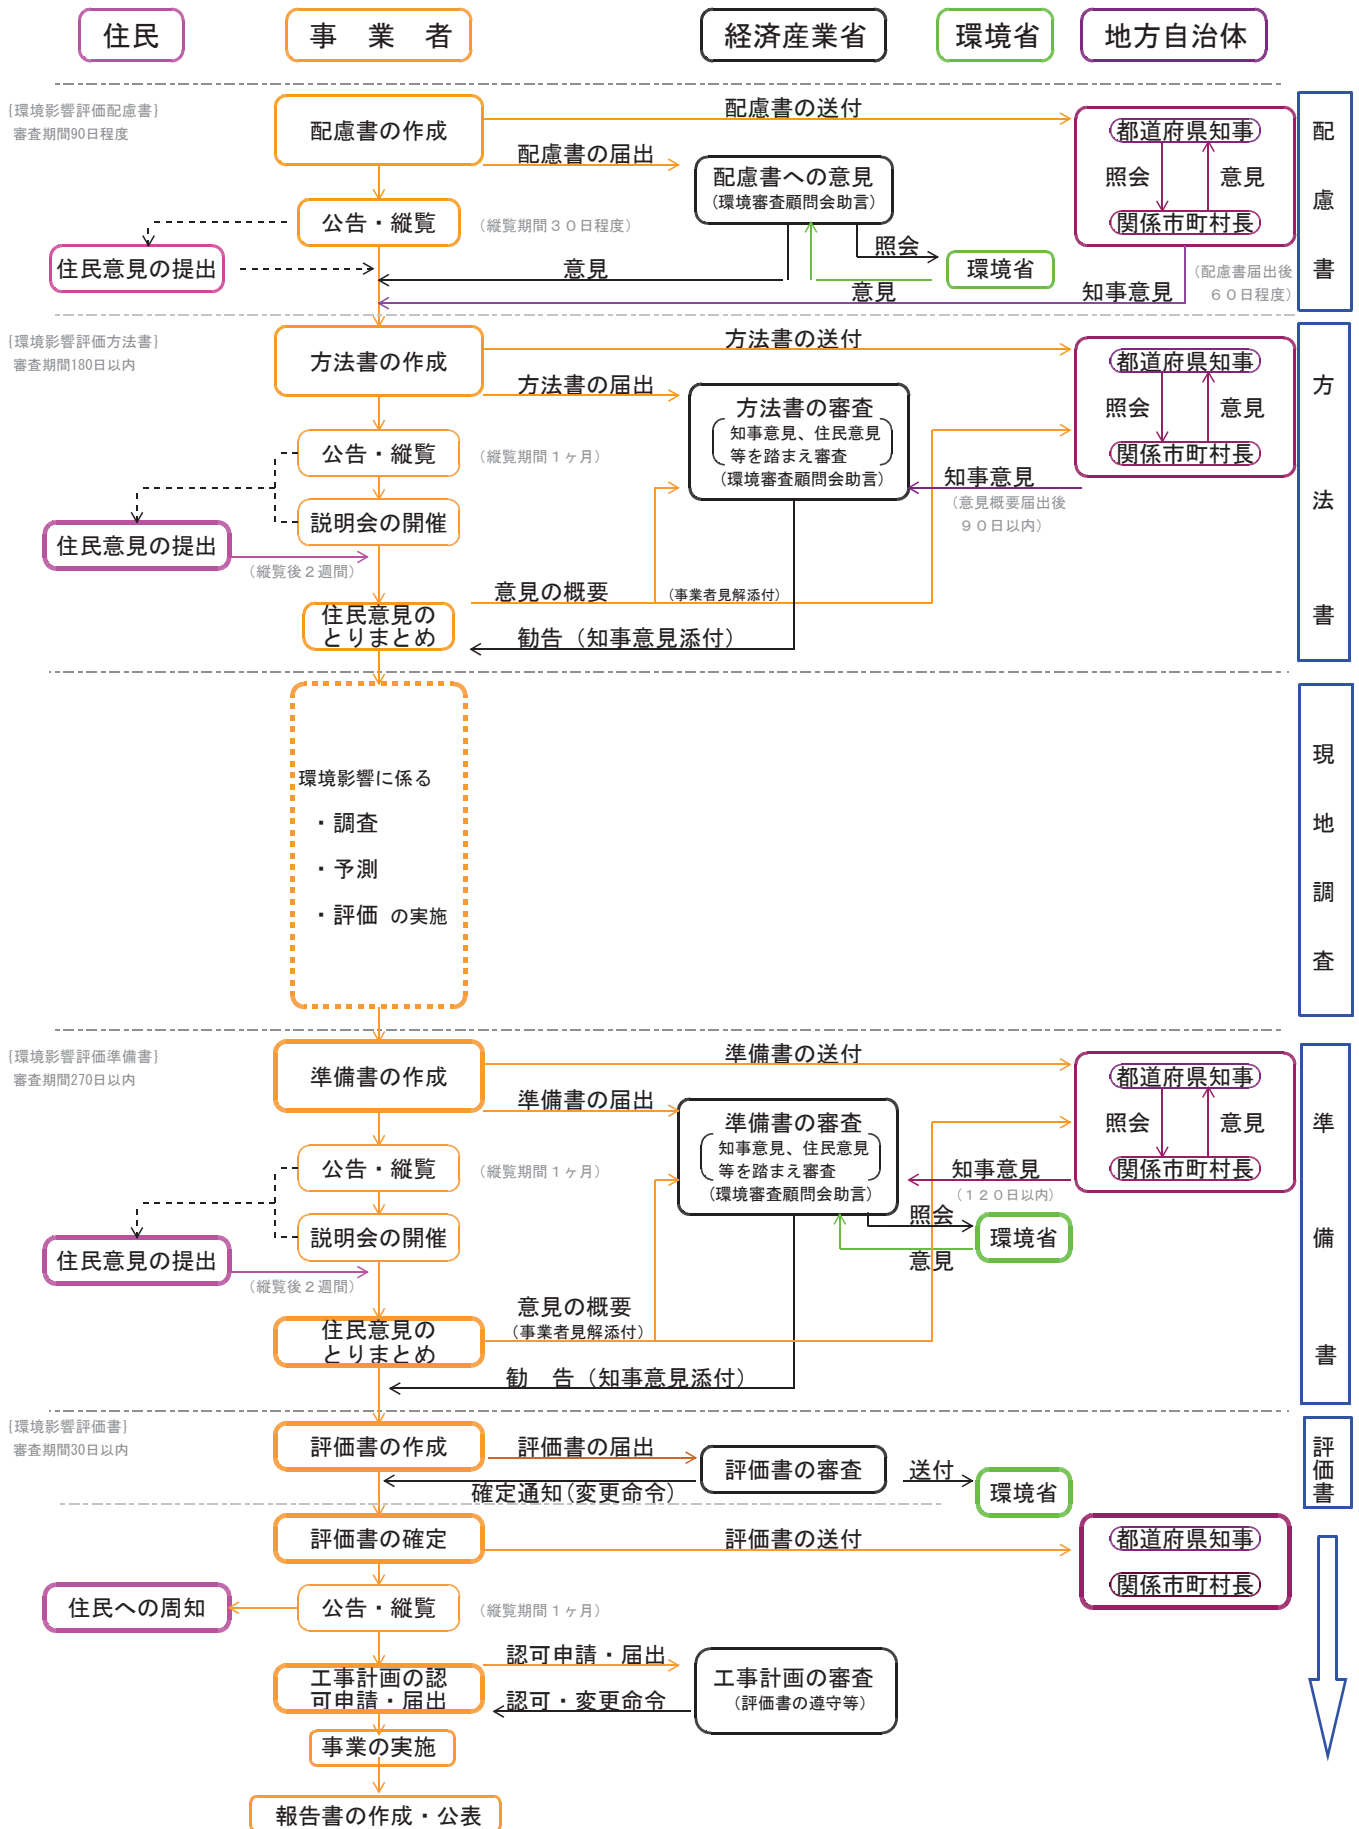 住民
事　業　者
経済産業省
環境省
地方自治体
{環境影響評価配慮書}
審査期間90日程度
配慮書の作成
配慮書の送付
配慮書の届出
配慮書への意見
(環境審査顧問会助言)
都道府県知事
照会
意見
関係市町村長
公告・縦覧
(縦覧期間３０日程度)
住民意見の提出
意見
照会
環境省
意見
知事意見
(配慮書届出後
６０日程度)
配慮書
{環境影響評価方法書}
審査期間180日以内
方法書の作成
方法書の送付
方法書の届出
方法書の審査
知事意見、住民意見
等を踏まえ審査
(環境審査顧問会助言)
都道府県知事
照会
意見
関係市町村長
公告・縦覧
(縦覧期間１ヶ月)
知事意見
(意見概要届出後
９０日以内)
説明会の開催
住民意見の提出
(縦覧後２週間)
意見の概要
(事業者見解添付)
住民意見の
とりまとめ
勧告（知事意見添付）
方法書
環境影響に係る
・調査
・予測
・評価 の実施
現地調査
{環境影響評価準備書}
審査期間270日以内
準備書の作成
準備書の送付
準備書の届出
準備書の審査
知事意見、住民意見
等を踏まえ審査
(環境審査顧問会助言)
都道府県知事
照会
意見
関係市町村長
公告・縦覧
(縦覧期間１ヶ月)
知事意見
(１２０日以内)
照会
環境省
意見
説明会の開催
住民意見の提出
(縦覧後２週間)
意見の概要
(事業者見解添付)
住民意見の
とりまとめ
勧　告（知事意見添付）
準備書
{環境影響評価書}
審査期間30日以内
評価書の作成
評価書の届出
評価書の審査
送付
環境省
確定通知(変更命令)
評価書
評価書の確定
評価書の送付
都道府県知事
関係市町村長
住民への周知
公告・縦覧
(縦覧期間１ヶ月)
工事計画の認
可申請・届出
認可申請・届出
認可・変更命令
工事計画の審査
(評価書の遵守等)
事業の実施
報告書の作成・公表